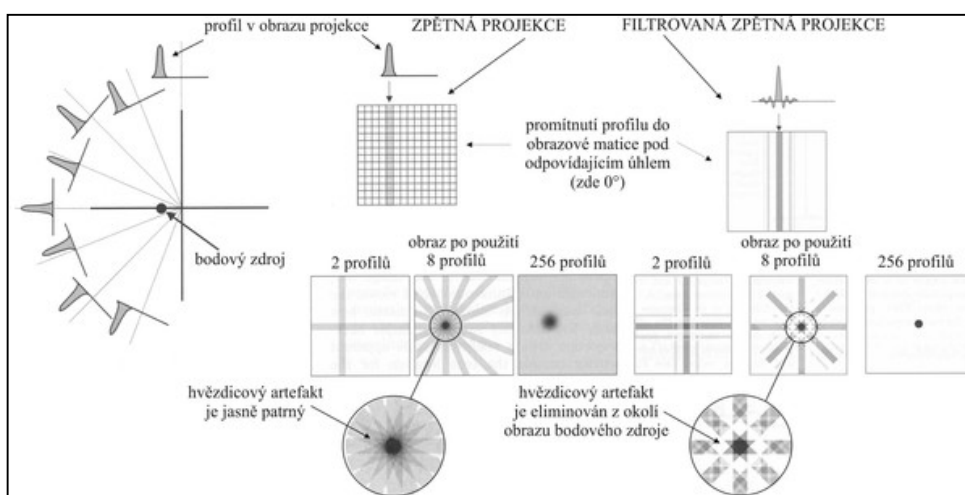 profil v obrazu projekce
ZPĚTNÁ PROJEKCE
FILTROVANÁ ZPĚTNÁ PROJEKCE
promítnutí profilu do
obrazové matice pod
odpovídajícím úhlem
(zde 0°)
bodový zdroj
obraz po použití
2 profilů
8 profilů
256 profilů
obraz po použití
2 profilů
8 profilů
256 profilů
hvězdicový artefakt
je jasně patrný
hvězdicový artefakt
je eliminován z okolí
obrazu bodového zdroje